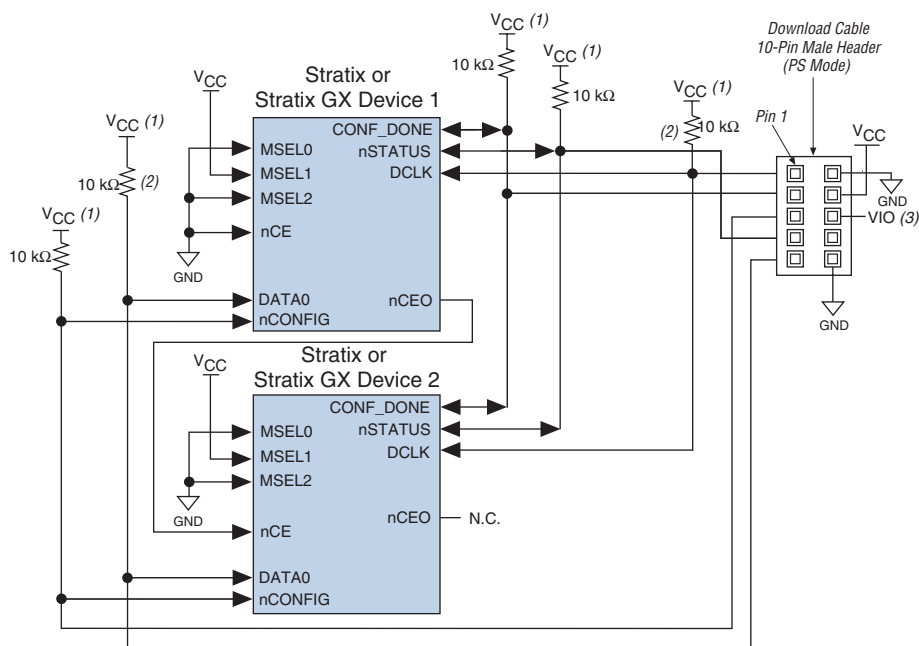 VCC (1)
VCC (1)
Download Cable
10-Pin Male Header
(PS Mode)
10 kΩ
10 kΩ
VCC (1)
(2)
10 kΩ
Pin 1
VCC
GND
VIO (3)
GND
VCC
Stratix or
Stratix GX Device 1
VCC (1)
10 kΩ
(2)
VCC (1)
10 kΩ
MSEL0
MSEL1
MSEL2
nCE
GND
DATA0
nCONFIG
CONF_DONE
nSTATUS
DCLK
nCEO
Stratix or
Stratix GX Device 2
VCC
MSEL0
MSEL1
MSEL2
GND
nCE
DATA0
nCONFIG
CONF_DONE
nSTATUS
DCLK
nCEO
N.C.